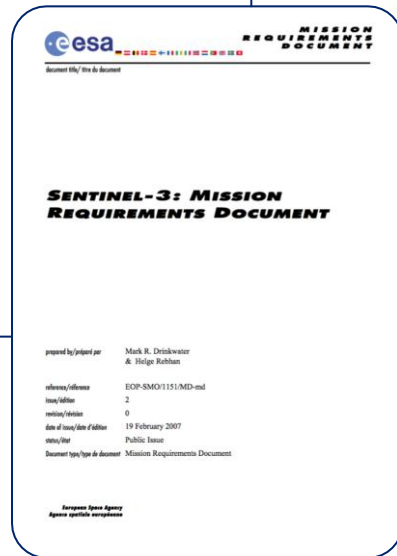 esa
MISSION
REQUIREMENTS
DOCUMENT
document title/ titre du document
SENTINEL-3: MISSION
REQUIREMENTS DOCUMENT
prepared by/préparé par Mark R. Drinkwater
& Helge Rebhan
reference/référence EOP-SMO/1151/MD-md
issue/édition 2
revision/révision 0
date of issue/date d'édition 19 February 2007
status/état Public Issue
Document type/type de document Mission Requirements Document
European Space Agency
Agence spatiale européenne